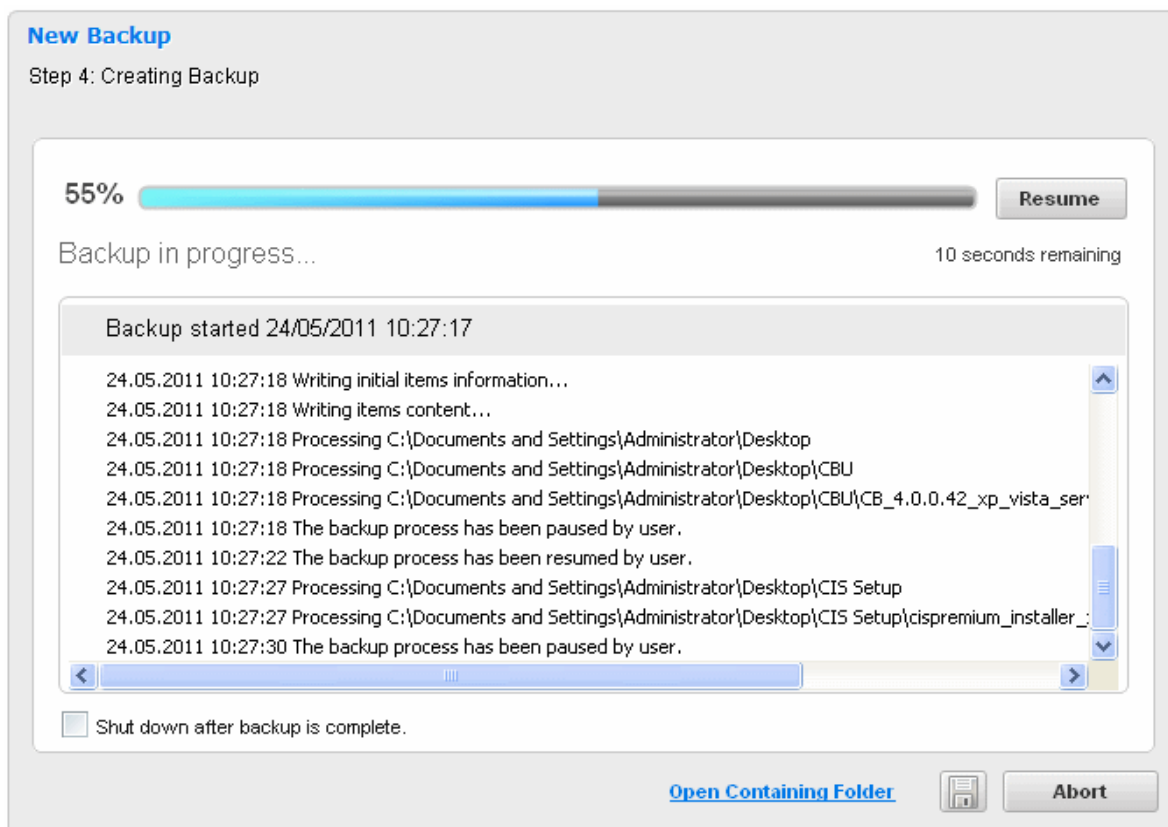 New Backup
Step 4: Creating Backup
55%
Resume
Backup in progress...
10 seconds remaining
Backup started 24/05/2011 10:27:17
24.05.2011 10:27:18 Writing initial items information...
24.05.2011 10:27:18 Writing items content...
24.05.2011 10:27:18 Processing C:\Documents and Settings\Administrator\Desktop
24.05.2011 10:27:18 Processing C:\Documents and Settings\Administrator\Desktop\CBU
24.05.2011 10:27:18 Processing C:\Documents and Settings\Administrator\Desktop\CBU\CB_4.0.0.42_xp_vista_ser
24.05.2011 10:27:18 The backup process has been paused by user.
24.05.2011 10:27:22 The backup process has been resumed by user.
24.05.2011 10:27:27 Processing C:\Documents and Settings\Administrator\Desktop\CIS Setup
24.05.2011 10:27:27 Processing C:\Documents and Settings\Administrator\Desktop\CIS Setup\cispremium_installer_
24.05.2011 10:27:30 The backup process has been paused by user.
Shut down after backup is complete.
Open Containing Folder
Abort